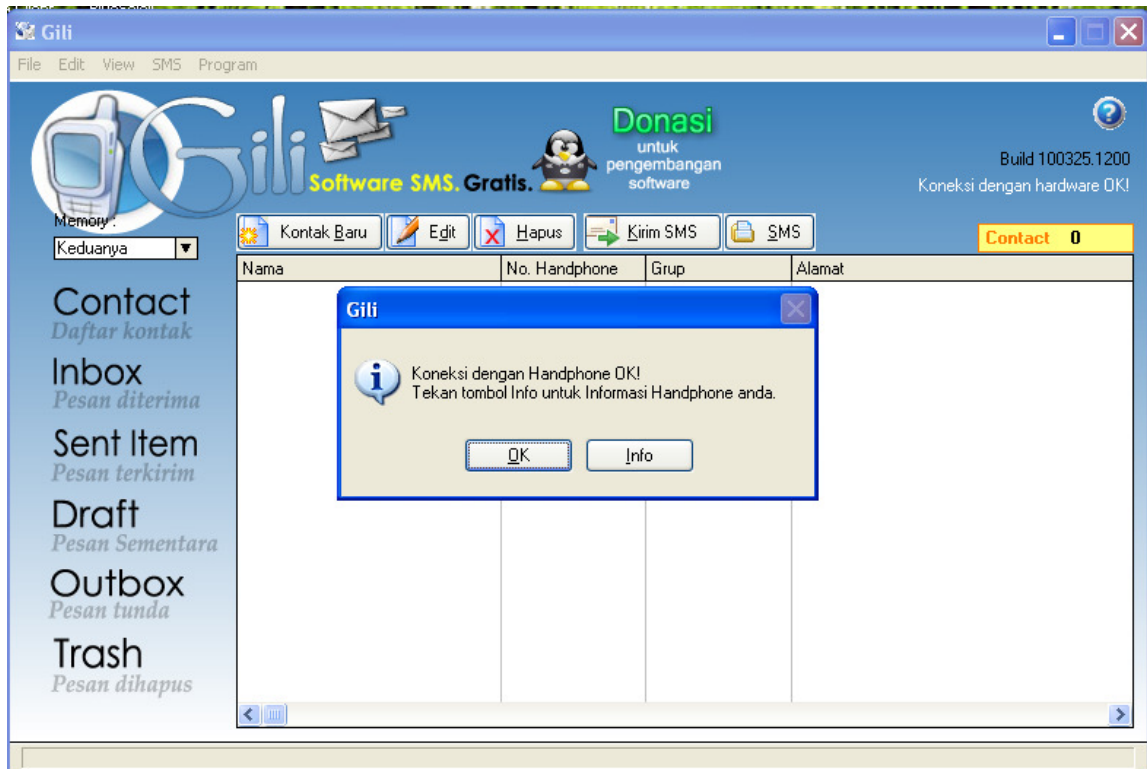 Gili
File Edit View SMS Program
Gili
Software SMS. Gratis.
Donasi
untuk
pengembangan
software
Build 100325.1200
Koneksi dengan hardware OK!
Memory :
Keduanya
Kontak Baru Edit Hapus Kirim SMS SMS
Contact 0
Nama No. Handphone Grup Alamat
Contact
Daftar kontak
Inbox
Pesan diterima
Sent Item
Pesan terkirim
Draft
Pesan Sementara
Outbox
Pesan tunda
Trash
Pesan dihapus
Gili
Koneksi dengan Handphone OK!
Tekan tombol Info untuk Informasi Handphone anda.
OK Info